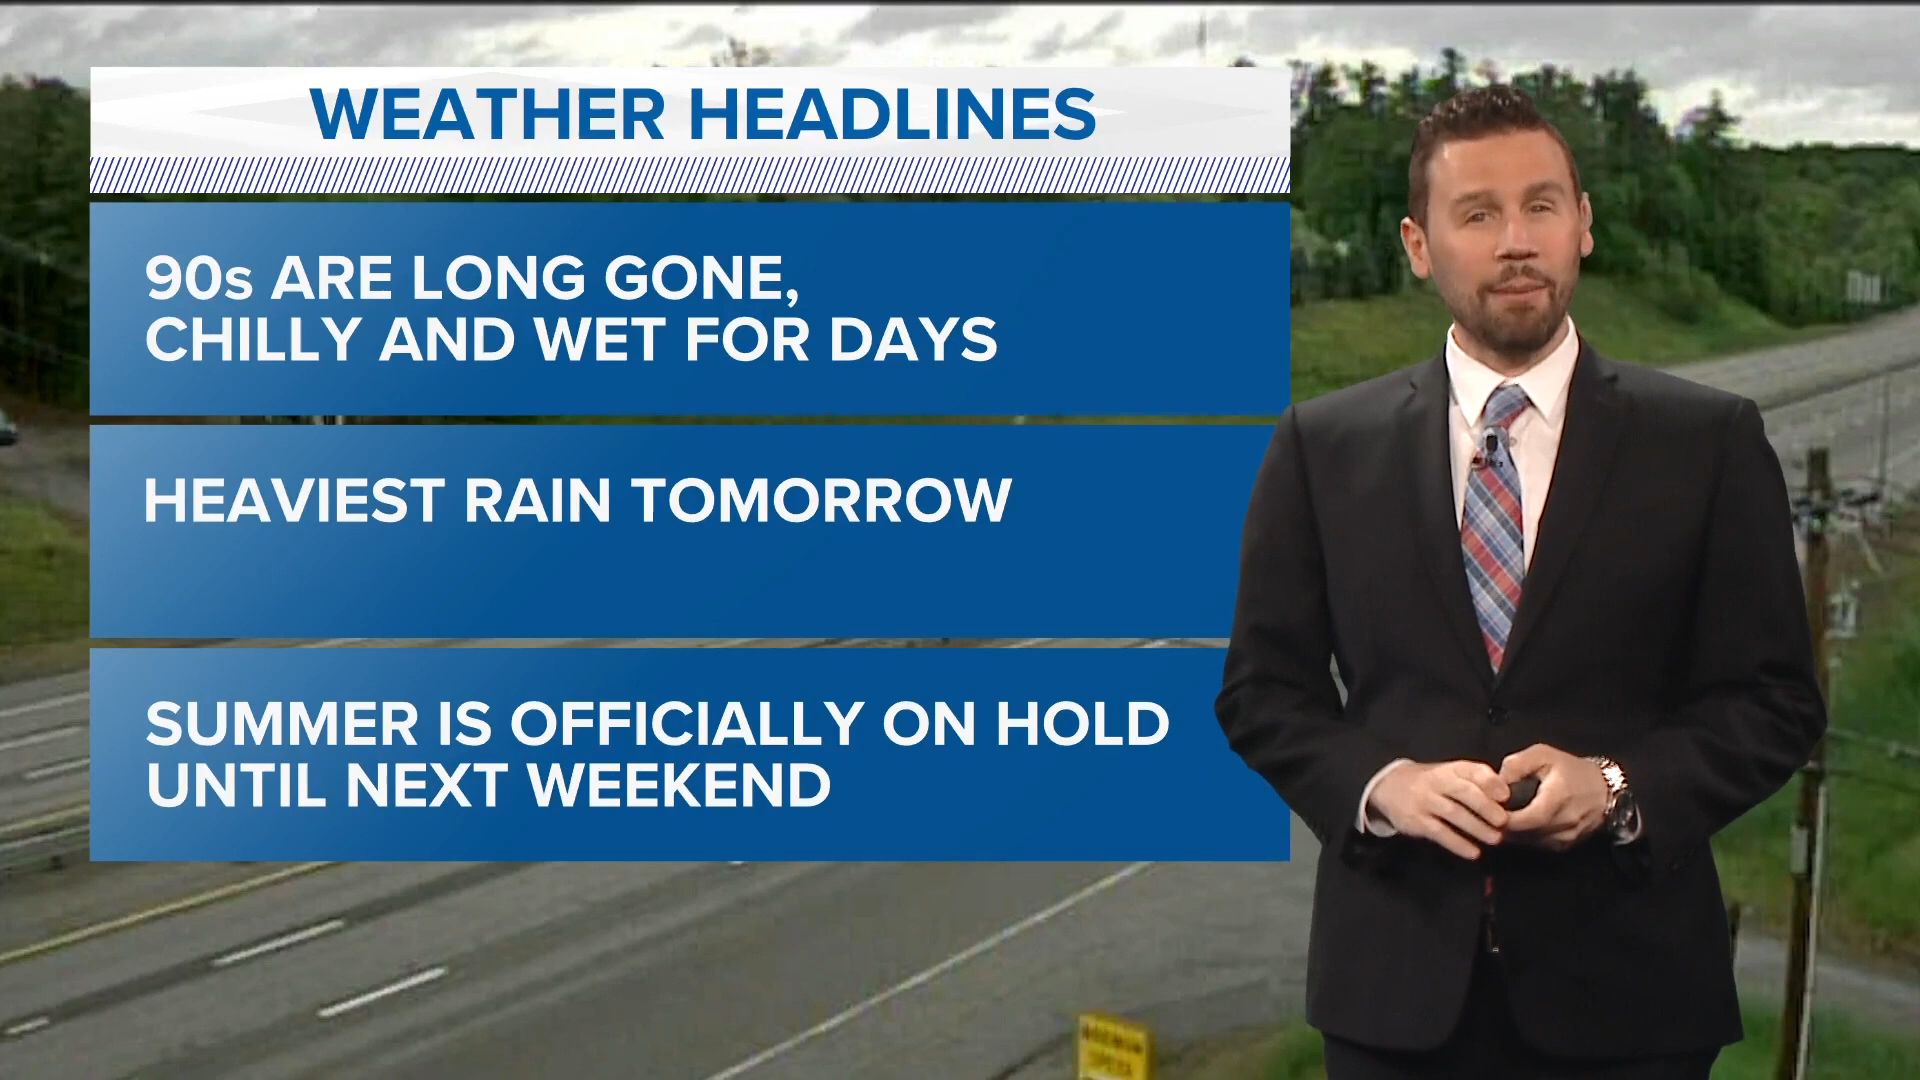 WEATHER HEADLINES
90s ARE LONG GONE,
CHILLY AND WET FOR DAYS
HEAVIEST RAIN TOMORROW
SUMMER IS OFFICIALLY ON HOLD
UNTIL NEXT WEEKEND